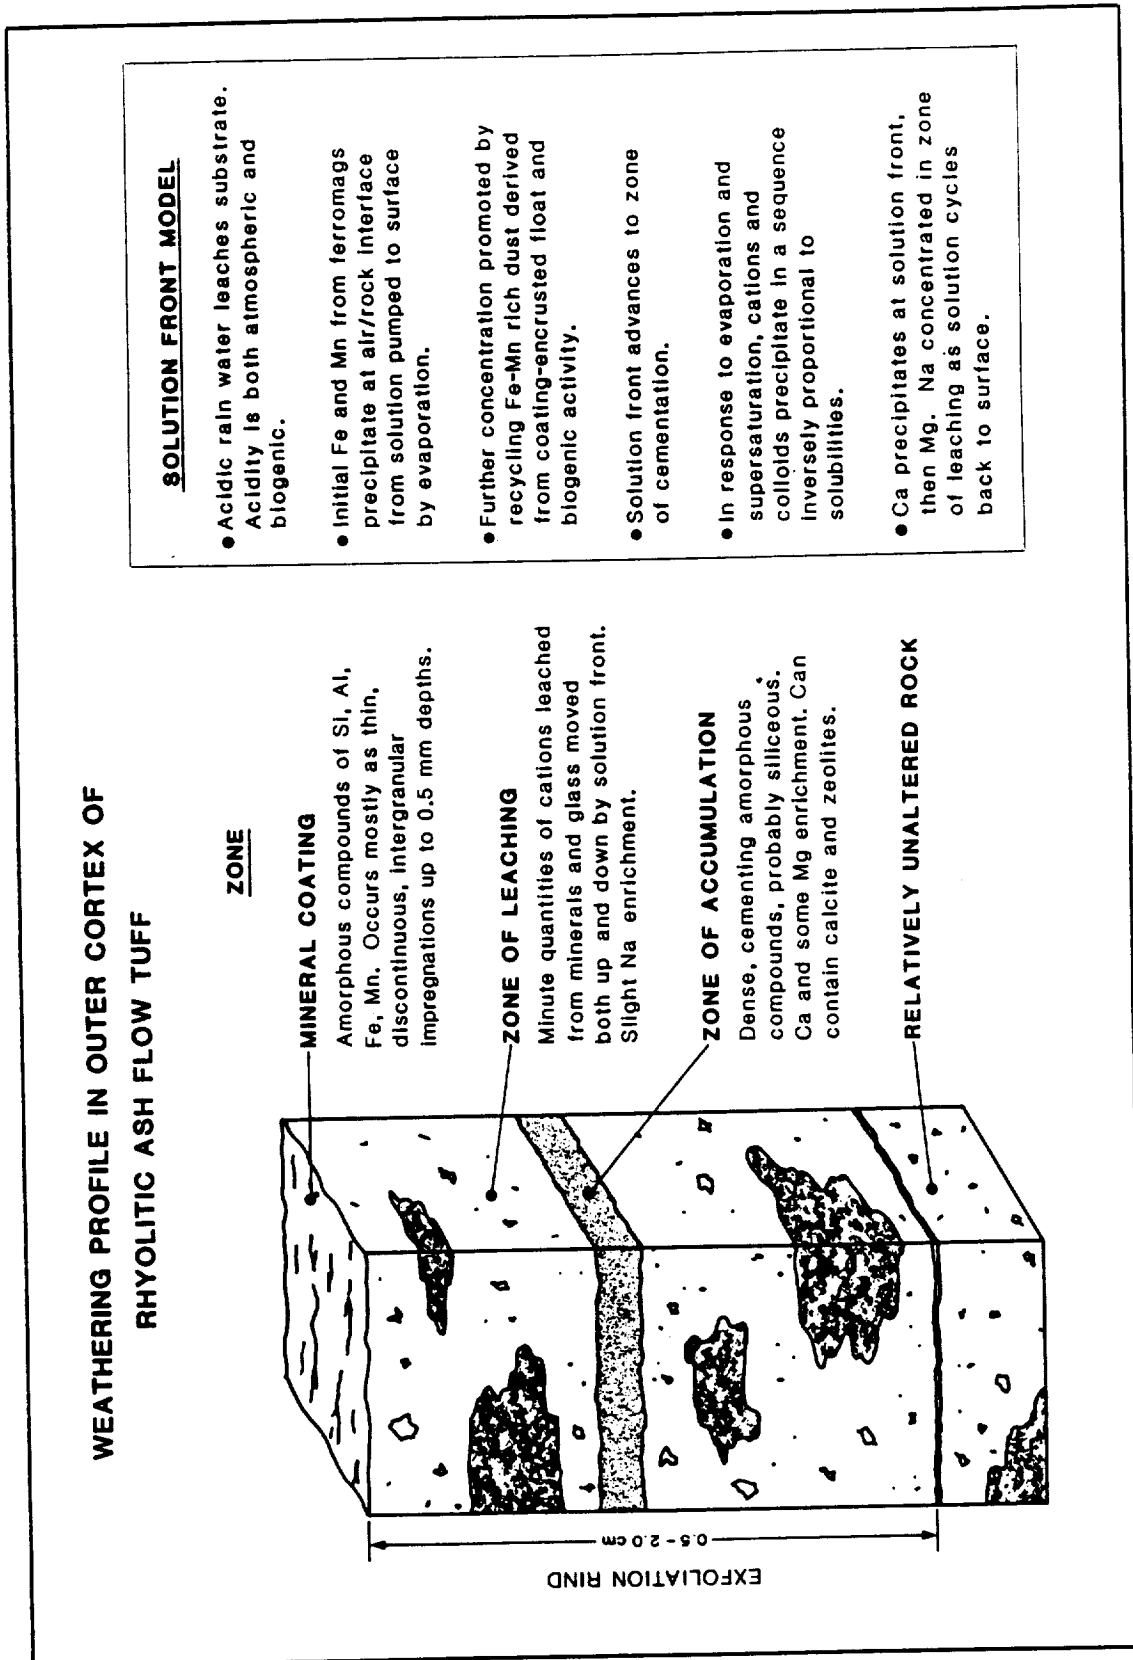 WEATHERING PROFILE IN OUTER CORTEX OF
RHYOLITIC ASH FLOW TUFF
EXFOLIATION RIND
0.5 - 2.0 cm
ZONE
MINERAL COATING
Amorphous compounds of Si, Al,
Fe, Mn. Occurs mostly as thin,
discontinuous, intergranular
impregnations up to 0.5 mm depths.
ZONE OF LEACHING
Minute quantities of cations leached
from minerals and glass moved
both up and down by solution front.
Slight Na enrichment.
ZONE OF ACCUMULATION
Dense, cementing amorphous
compounds, probably siliceous.
Ca and some Mg enrichment. Can
contain calcite and zeolites.
RELATIVELY UNALTERED ROCK
SOLUTION FRONT MODEL
● Acidic rain water leaches substrate.
Acidity is both atmospheric and
biogenic.
● Initial Fe and Mn from ferromags
precipitate at air/rock interface
from solution pumped to surface
by evaporation.
● Further concentration promoted by
recycling Fe-Mn rich dust derived
from coating-encrusted float and
biogenic activity.
● Solution front advances to zone
of cementation.
● In response to evaporation and
supersaturation, cations and
colloids precipitate in a sequence
inversely proportional to
solubilities.
● Ca precipitates at solution front,
then Mg. Na concentrated in zone
of leaching as solution cycles
back to surface.